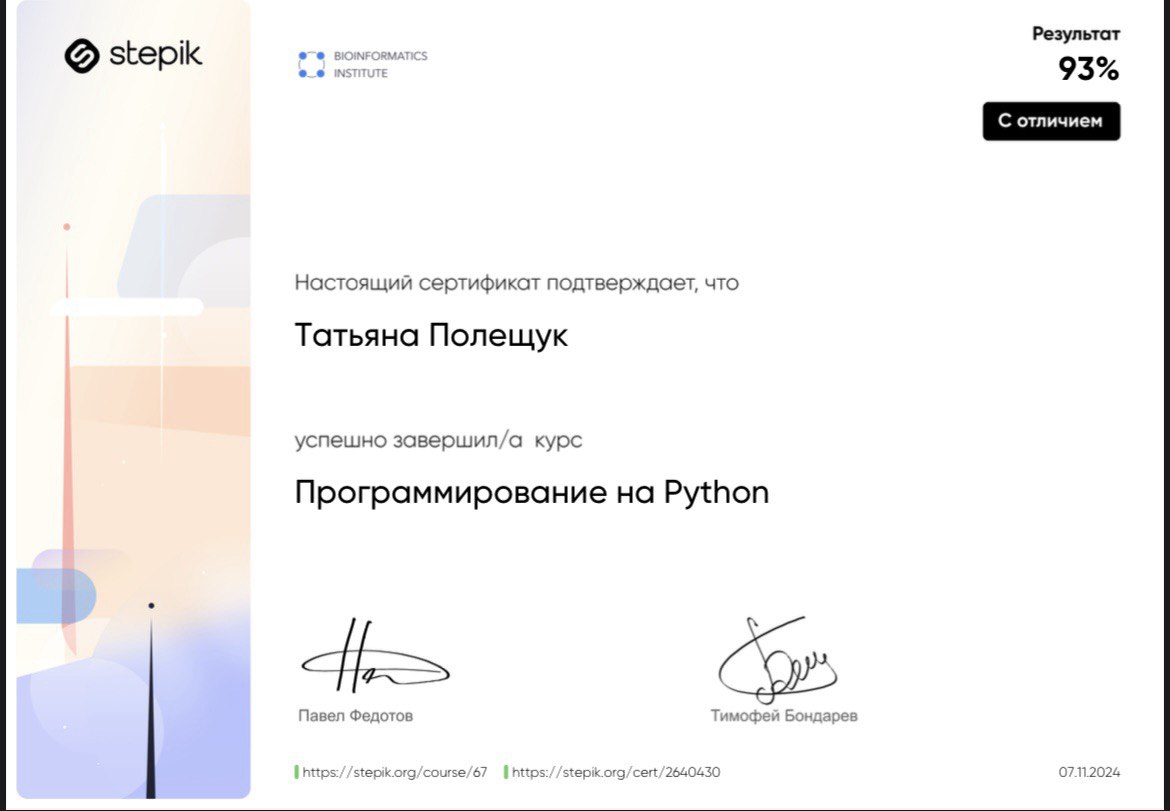 stepik
BIOINFORMATICS
INSTITUTE
Результат
93%
С отличием
Настоящий сертификат подтверждает, что
Татьяна Полещук
успешно завершил/а курс
Программирование на Python
Павел Федотов
Тимофей Бондарев
https://stepik.org/course/67
https://stepik.org/cert/2640430
07.11.2024